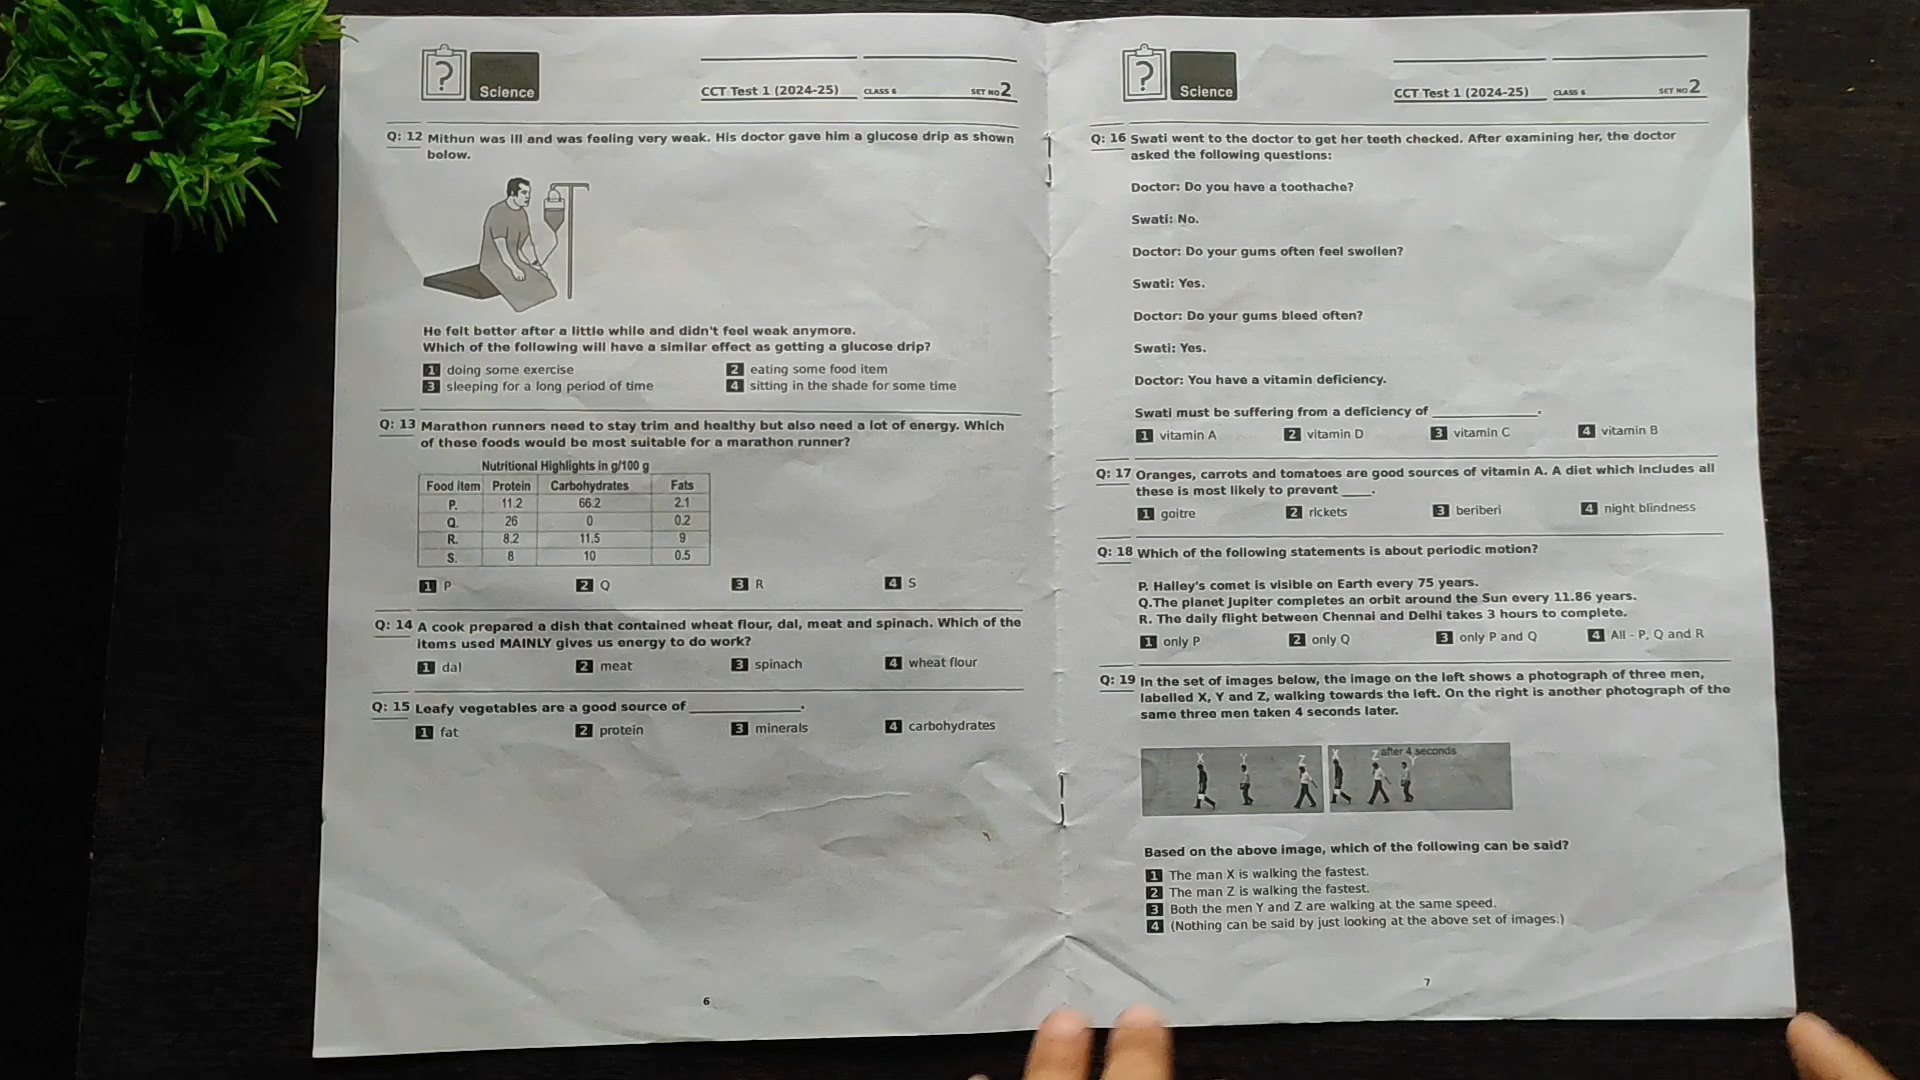 ?
Science
CCT Test 1 (2024-25) CLASS 6 SET NO 2
Q: 12 Mithun was ill and was feeling very weak. His doctor gave him a glucose drip as shown
below.
He felt better after a little while and didn't feel weak anymore.
Which of the following will have a similar effect as getting a glucose drip?
1 doing some exercise 2 eating some food item
3 sleeping for a long period of time 4 sitting in the shade for some time
Q: 13 Marathon runners need to stay trim and healthy but also need a lot of energy. Which
of these foods would be most suitable for a marathon runner?
Nutritional Highlights in g/100 g
Food item Protein Carbohydrates Fats
P. 11.2 66.2 2.1
Q. 26 0 0.2
R. 8.2 11.5 9
S. 8 10 0.5
1 P 2 Q 3 R 4 S
Q: 14 A cook prepared a dish that contained wheat flour, dal, meat and spinach. Which of the
items used MAINLY gives us energy to do work?
1 dal 2 meat 3 spinach 4 wheat flour
Q: 15 Leafy vegetables are a good source of ____________.
1 fat 2 protein 3 minerals 4 carbohydrates
6
?
Science
CCT Test 1 (2024-25) CLASS 6 SET NO 2
Q: 16 Swati went to the doctor to get her teeth checked. After examining her, the doctor
asked the following questions:
Doctor: Do you have a toothache?
Swati: No.
Doctor: Do your gums often feel swollen?
Swati: Yes.
Doctor: Do your gums bleed often?
Swati: Yes.
Doctor: You have a vitamin deficiency.
Swati must be suffering from a deficiency of ____________.
1 vitamin A 2 vitamin D 3 vitamin C 4 vitamin B
Q: 17 Oranges, carrots and tomatoes are good sources of vitamin A. A diet which includes all
these is most likely to prevent ____.
1 goitre 2 rickets 3 beriberi 4 night blindness
Q: 18 Which of the following statements is about periodic motion?
P. Halley's comet is visible on Earth every 75 years.
Q.The planet Jupiter completes an orbit around the Sun every 11.86 years.
R. The daily flight between Chennai and Delhi takes 3 hours to complete.
1 only P 2 only Q 3 only P and Q 4 All - P, Q and R
Q: 19 In the set of images below, the image on the left shows a photograph of three men,
labelled X, Y and Z, walking towards the left. On the right is another photograph of the
same three men taken 4 seconds later.
X Y Z X Z after 4 seconds
Y
Based on the above image, which of the following can be said?
1 The man X is walking the fastest.
2 The man Z is walking the fastest.
3 Both the men Y and Z are walking at the same speed.
4 (Nothing can be said by just looking at the above set of images.)
7